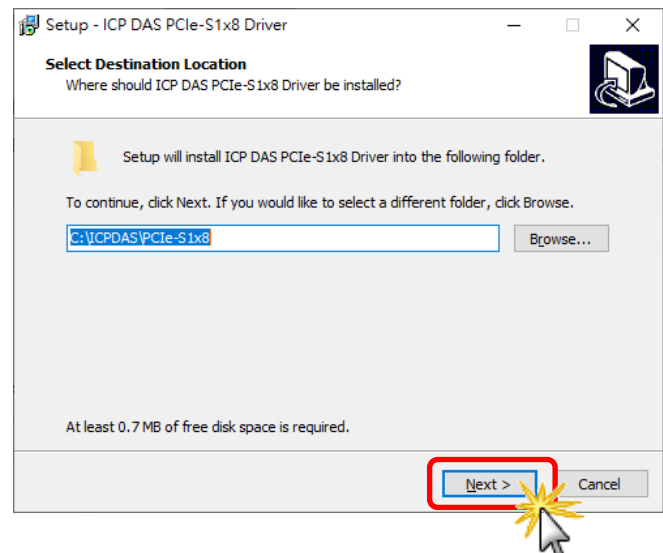 Setup - ICP DAS PCIe-S1x8 Driver
Select Destination Location
Where should ICP DAS PCIe-S1x8 Driver be installed?
Setup will install ICP DAS PCIe-S1x8 Driver into the following folder.
To continue, click Next. If you would like to select a different folder, click Browse.
C:\ICPDAS\PCIe-S1x8
Browse...
At least 0.7 MB of free disk space is required.
Next >
Cancel